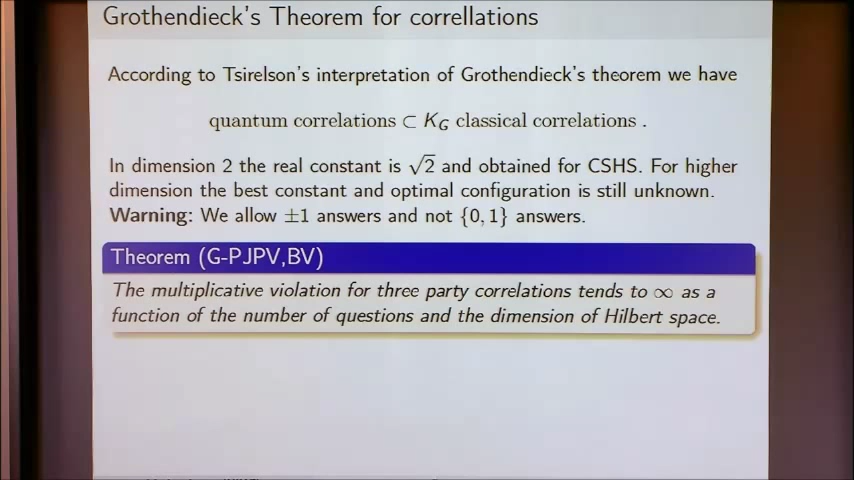 Grothendieck's Theorem for correllations
According to Tsirelson's interpretation of Grothendieck's theorem we have
quantum correlations ⊂ K_G classical correlations .
In dimension 2 the real constant is √2 and obtained for CSHS. For higher
dimension the best constant and optimal configuration is still unknown.
Warning: We allow ±1 answers and not {0, 1} answers.
Theorem (G-PJPV,BV)
The multiplicative violation for three party correlations tends to ∞ as a
function of the number of questions and the dimension of Hilbert space.